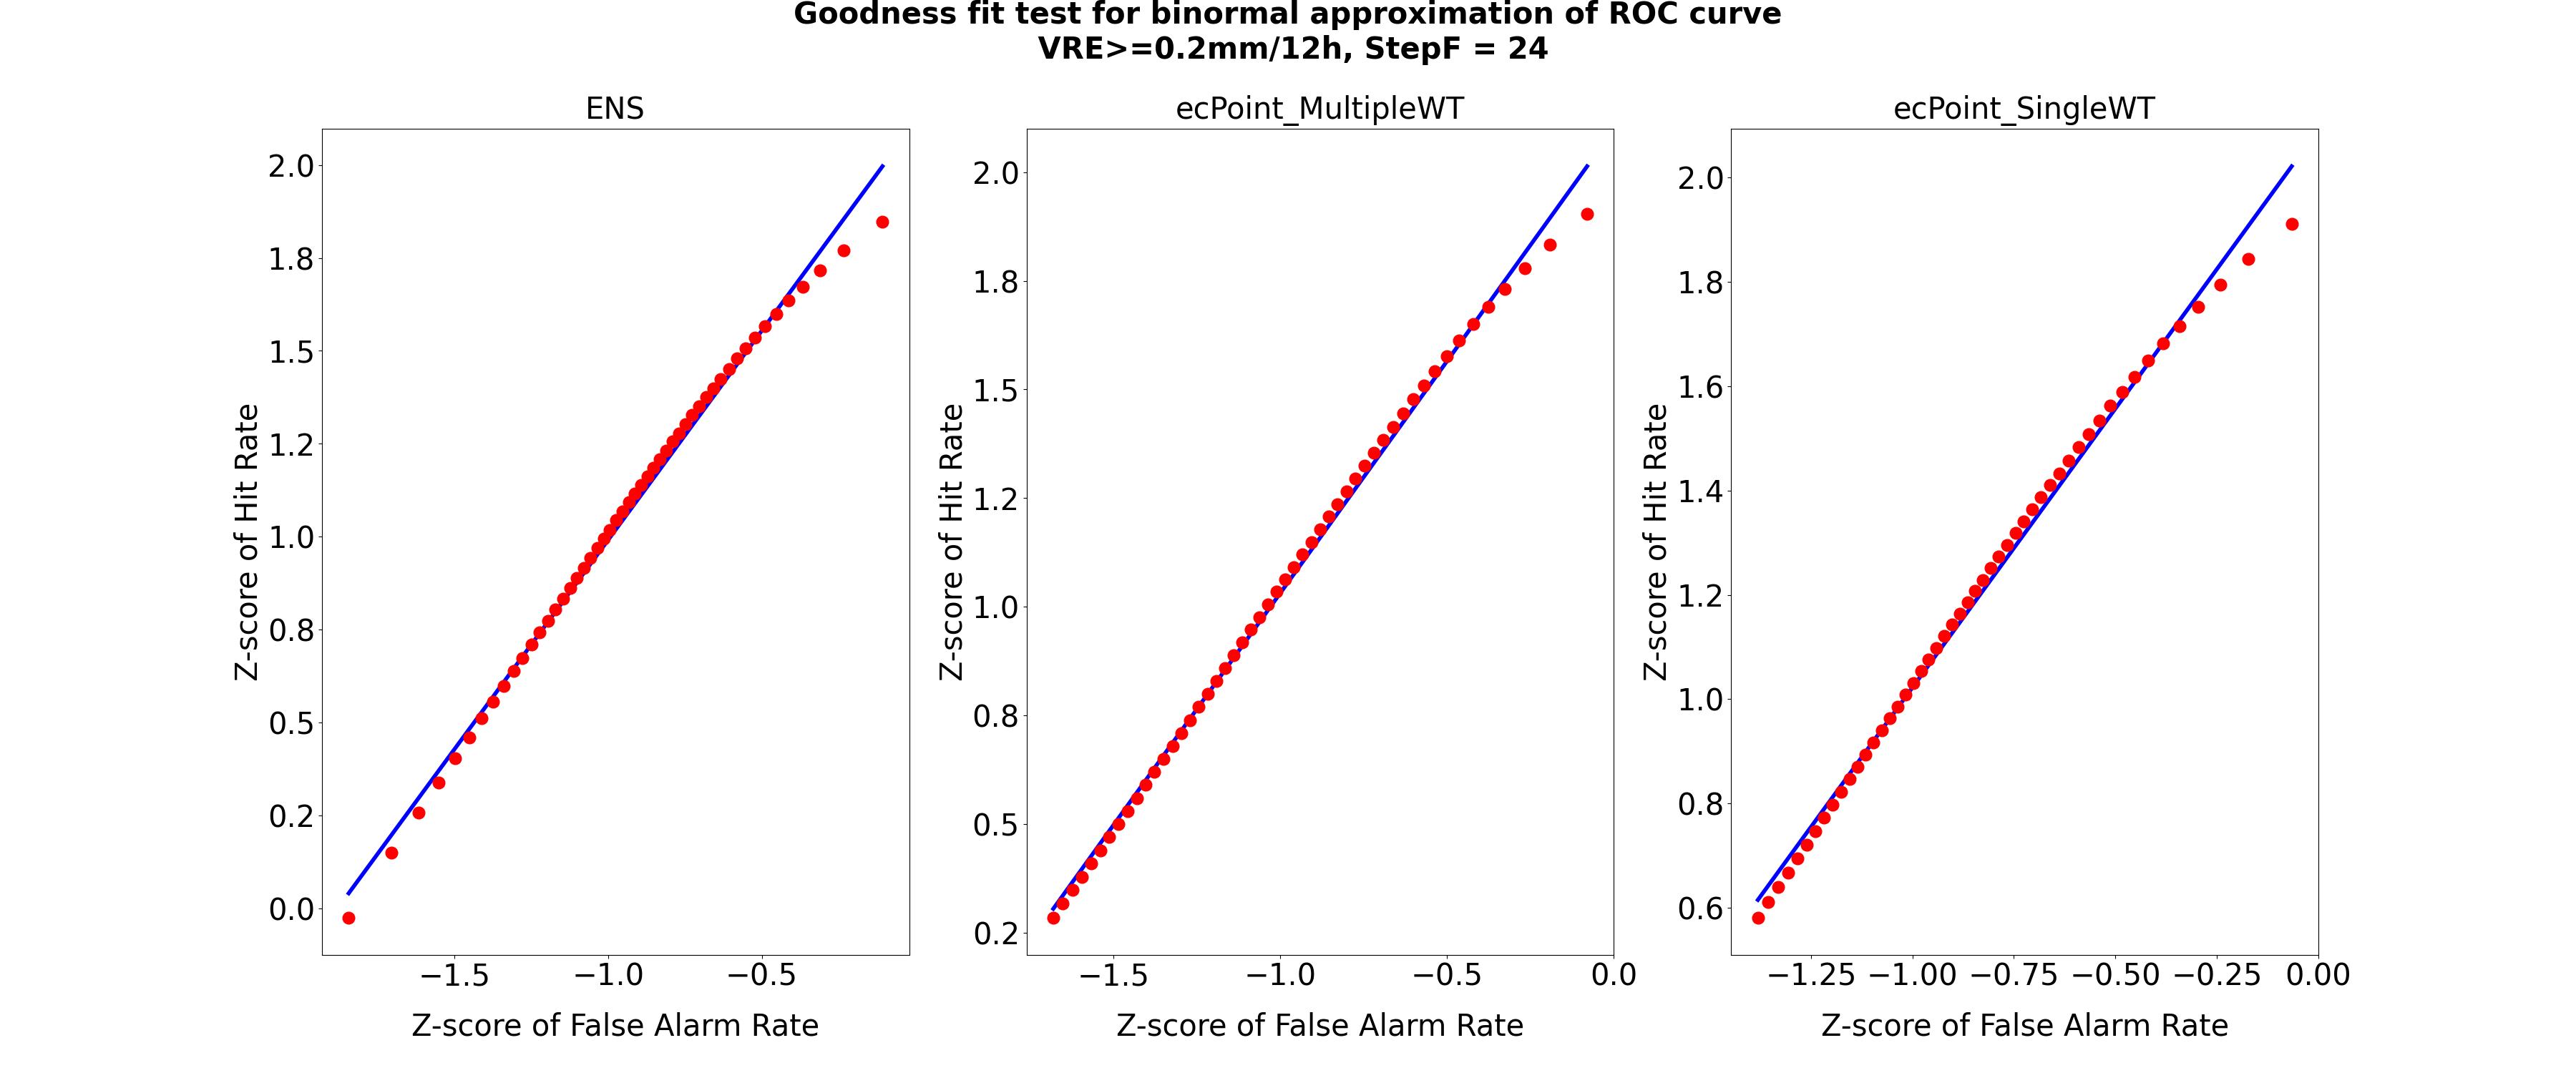 Goodness fit test for binormal approximation of ROC curve
VRE>=0.2mm/12h, StepF = 24
ENS
2.0
1.8
1.5
1.2
1.0
0.8
0.5
0.2
0.0
Z-score of Hit Rate
−1.5 −1.0 −0.5
Z-score of False Alarm Rate
ecPoint_MultipleWT
2.0
1.8
1.5
1.2
1.0
0.8
0.5
0.2
Z-score of Hit Rate
−1.5 −1.0 −0.5 0.0
Z-score of False Alarm Rate
ecPoint_SingleWT
2.0
1.8
1.6
1.4
1.2
1.0
0.8
0.6
Z-score of Hit Rate
−1.25 −1.00 −0.75 −0.50 −0.25 0.00
Z-score of False Alarm Rate